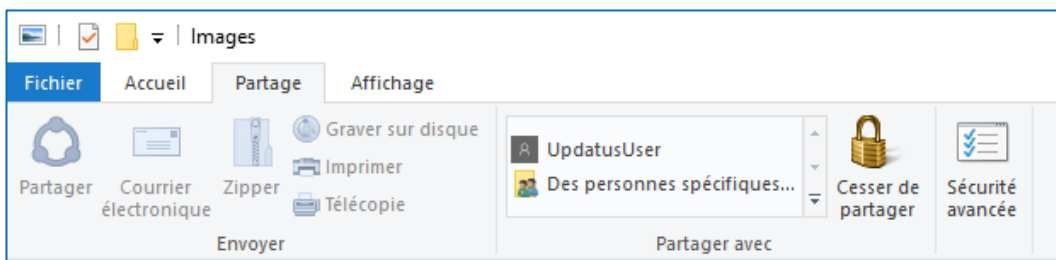 Images
Fichier Accueil Partage Affichage
Partager
Courrier
électronique
Zipper
Graver sur disque
Imprimer
Télécopie
Envoyer
UpdatusUser
Des personnes spécifiques...
Cesser de
partager
Partager avec
Sécurité
avancée